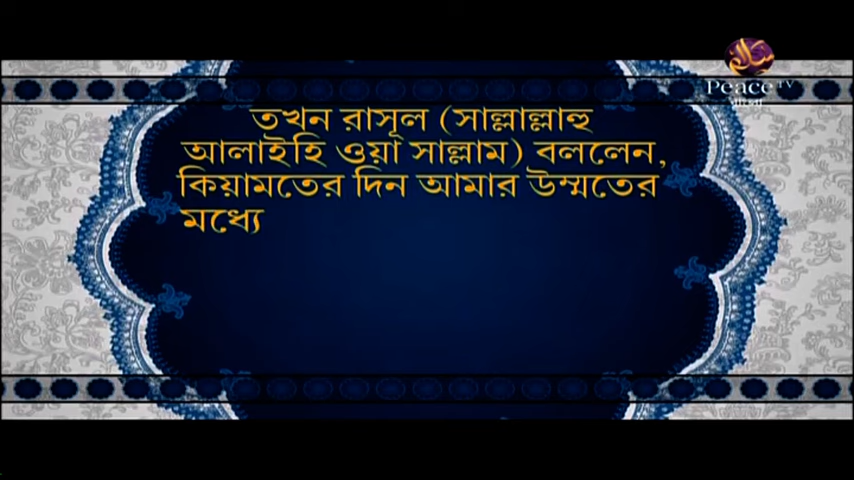 Peace TV
বাংলা
তখন রাসূল (সাল্লাল্লাহু
আলাইহি ওয়া সাল্লাম) বললেন,
কিয়ামতের দিন আমার উম্মতের
মধ্যে